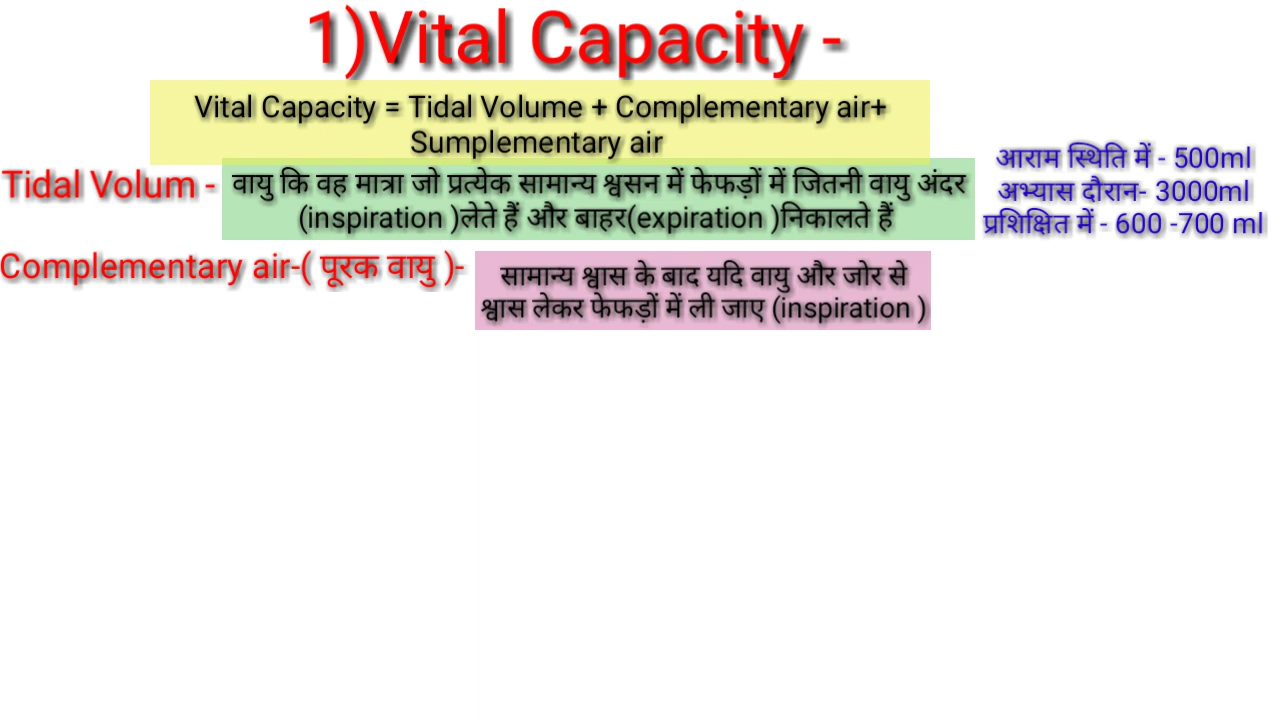 1)Vital Capacity -
Vital Capacity = Tidal Volume + Complementary air+
Sumplementary air
Tidal Volum -
वायु कि वह मात्रा जो प्रत्येक सामान्य श्वसन में फेफड़ों में जितनी वायु अंदर
(inspiration )लेते हैं और बाहर(expiration )निकालते हैं
आराम स्थिति में - 500ml
अभ्यास दौरान- 3000ml
प्रशिक्षित में - 600 -700 ml
Complementary air-( पूरक वायु )-
सामान्य श्वास के बाद यदि वायु और जोर से
श्वास लेकर फेफड़ों में ली जाए (inspiration )